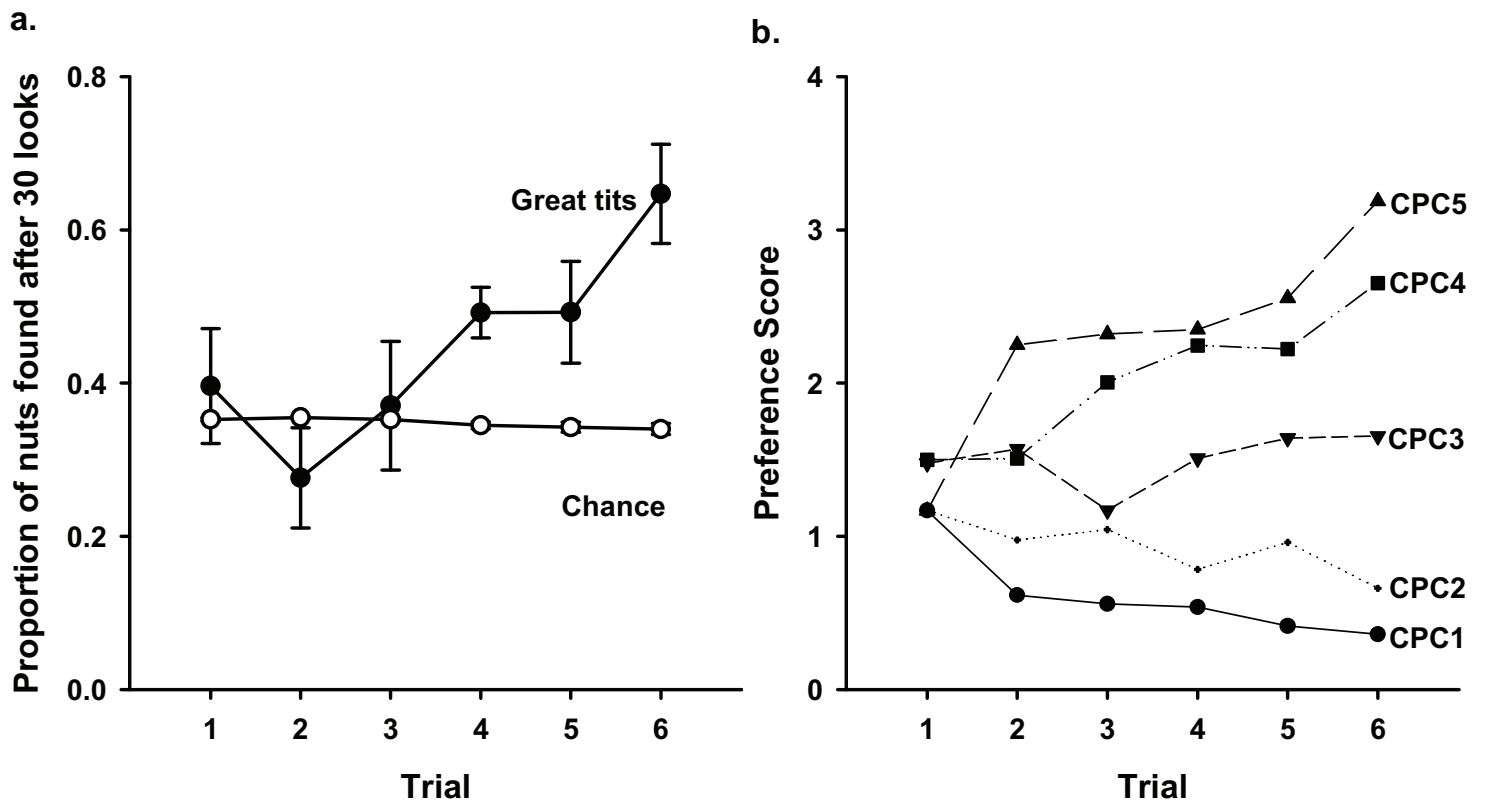 a.
Proportion of nuts found after 30 looks
0.8
0.6
0.4
0.2
0.0
Great tits
Chance
1 2 3 4 5 6
Trial
b.
Preference Score
4
3
2
1
0
CPC5
CPC4
CPC3
CPC2
CPC1
1 2 3 4 5 6
Trial